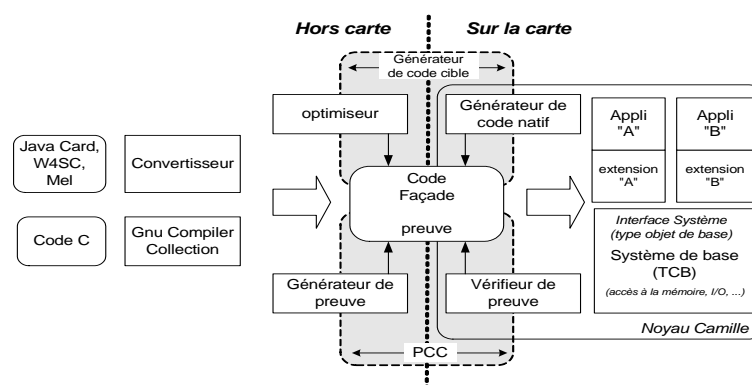 Hors carte
Sur la carte
Générateur
de code cible
optimiseur
Générateur de
code natif
Appli
"A"
Appli
"B"
Java Card,
W4SC,
Mel
Convertisseur
Code
Façade
preuve
extension
"A"
extension
"B"
Code C
Gnu Compiler
Collection
Interface Système
(type objet de base)
Système de base
(TCB)
(accès à la mémoire, I/O, ...)
Générateur de
preuve
Vérifieur de
preuve
Noyau Camille
PCC